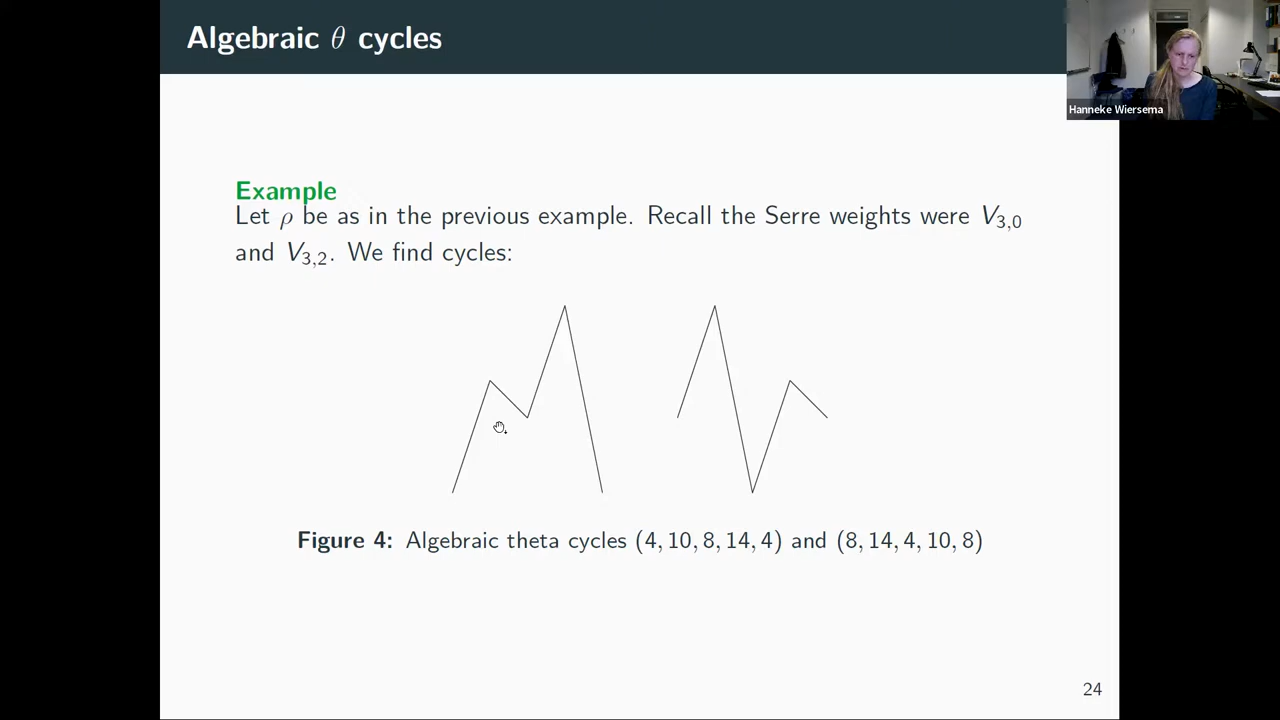 Algebraic θ cycles
Hanneke Wiersema
Example
Let ρ be as in the previous example. Recall the Serre weights were V₃,₀
and V₃,₂. We find cycles:
Figure 4: Algebraic theta cycles (4, 10, 8, 14, 4) and (8, 14, 4, 10, 8)
24